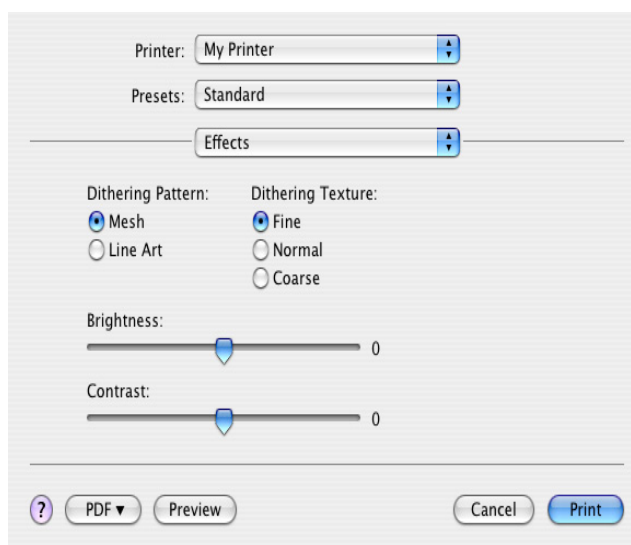 Printer: My Printer
Presets: Standard
Effects
Dithering Pattern: Dithering Texture:
Mesh Fine
Line Art Normal
Coarse
Brightness:
0
Contrast:
0
? PDF ▼ Preview Cancel Print